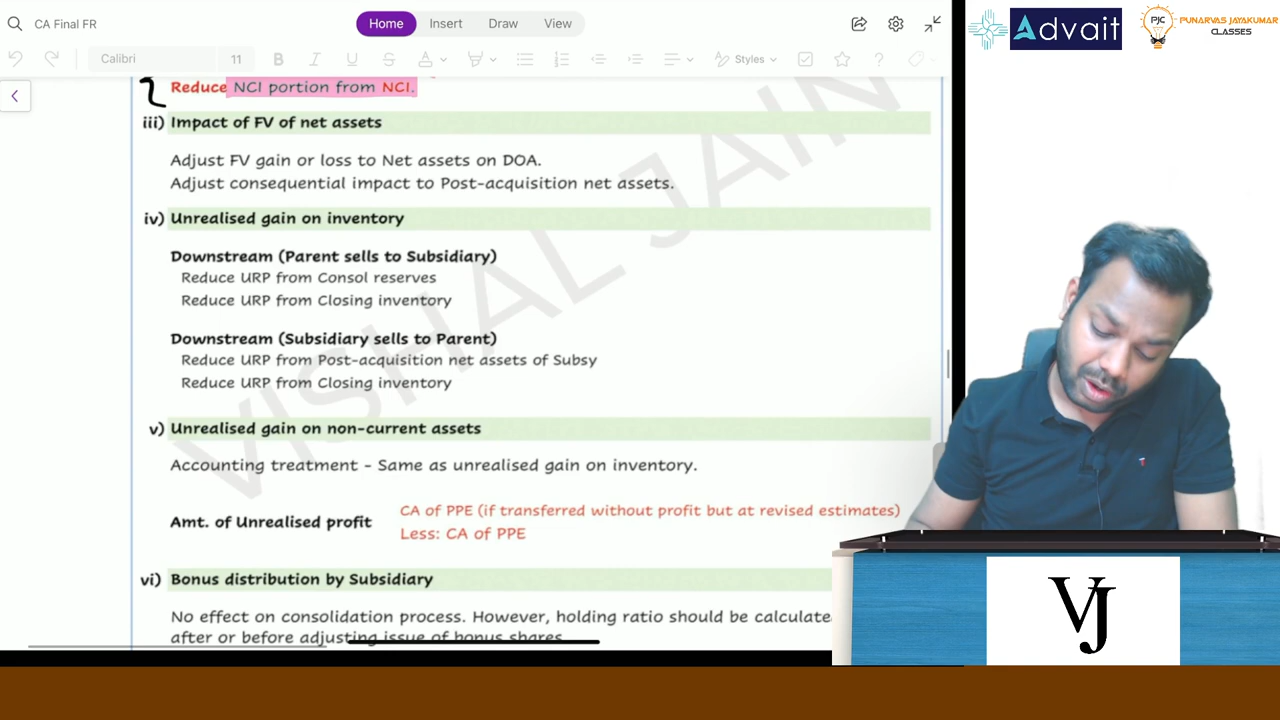 CA Final FR
Home
Insert
Draw
View
Advait
PJC
PUNARVAS JAYAKUMAR
CLASSES
Calibri
11
B
I
U
S
A
Styles
Reduce NCI portion from NCI.
iii) Impact of FV of net assets
Adjust FV gain or loss to Net assets on DOA.
Adjust consequential impact to Post-acquisition net assets.
iv) Unrealised gain on inventory
Downstream (Parent sells to Subsidiary)
Reduce URP from Consol reserves
Reduce URP from Closing inventory
Downstream (Subsidiary sells to Parent)
Reduce URP from Post-acquisition net assets of Subsy
Reduce URP from Closing inventory
v) Unrealised gain on non-current assets
Accounting treatment - Same as unrealised gain on inventory.
Amt. of Unrealised profit
CA of PPE (if transferred without profit but at revised estimates)
Less: CA of PPE
vi) Bonus distribution by Subsidiary
No effect on consolidation process. However, holding ratio should be calculate
after or before adjusting issue of bonus shares
VISHAL JAIN
VJ